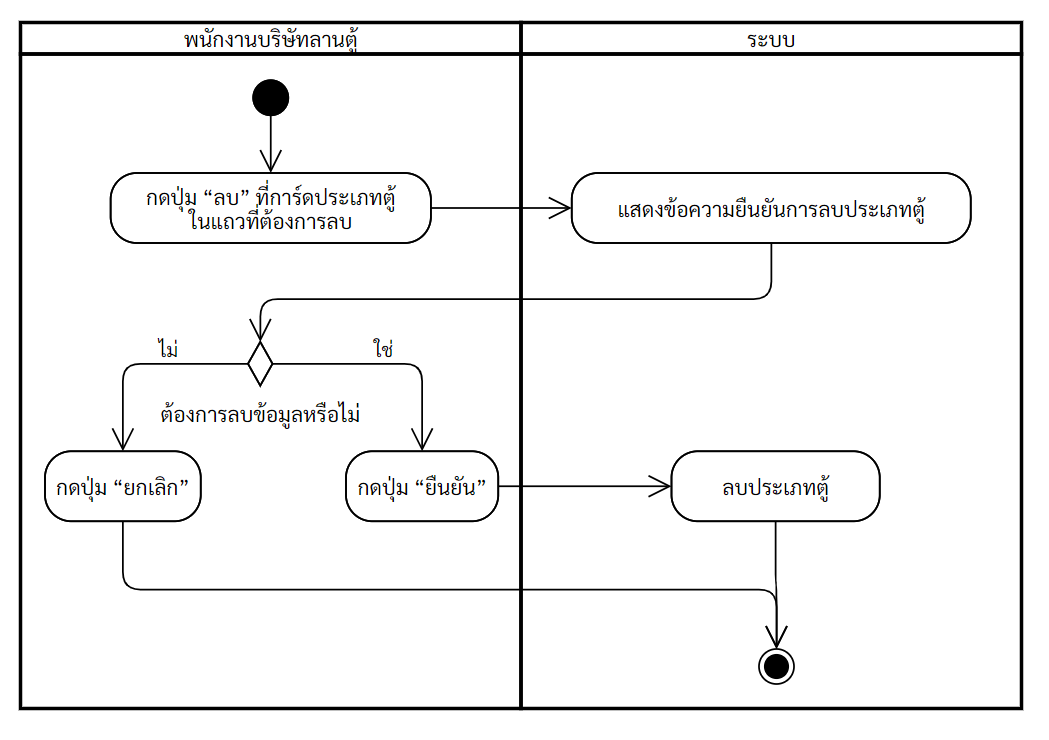 พนักงานบริษัทลานตู้
ระบบ
กดปุ่ม “ลบ” ที่การ์ดประเภทตู้
ในแถวที่ต้องการลบ
แสดงข้อความยืนยันการลบประเภทตู้
ไม่
ใช่
ต้องการลบข้อมูลหรือไม่
กดปุ่ม “ยกเลิก”
กดปุ่ม “ยืนยัน”
ลบประเภทตู้